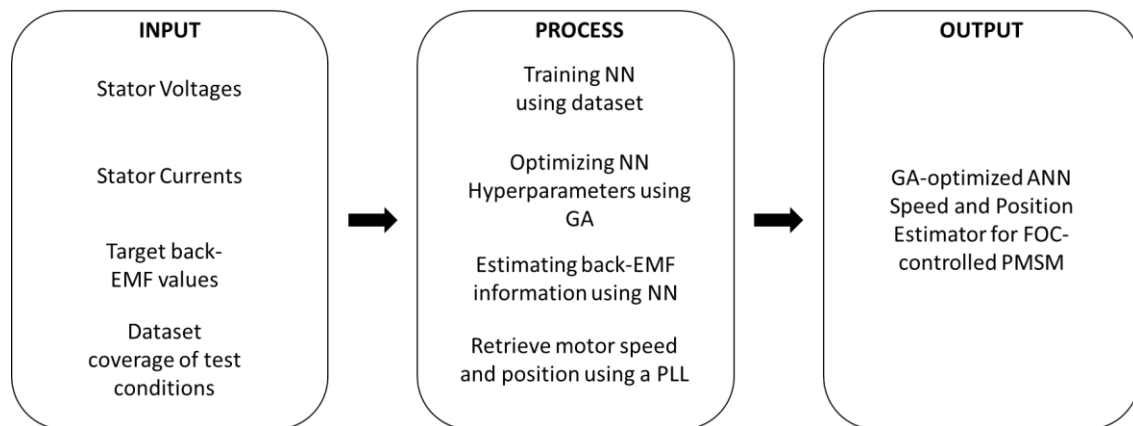 INPUT
Stator Voltages
Stator Currents
Target back-
EMF values
Dataset
coverage of test
conditions
PROCESS
Training NN
using dataset
Optimizing NN
Hyperparameters using
GA
Estimating back-EMF
information using NN
Retrieve motor speed
and position using a PLL
OUTPUT
GA-optimized ANN
Speed and Position
Estimator for FOC-
controlled PMSM